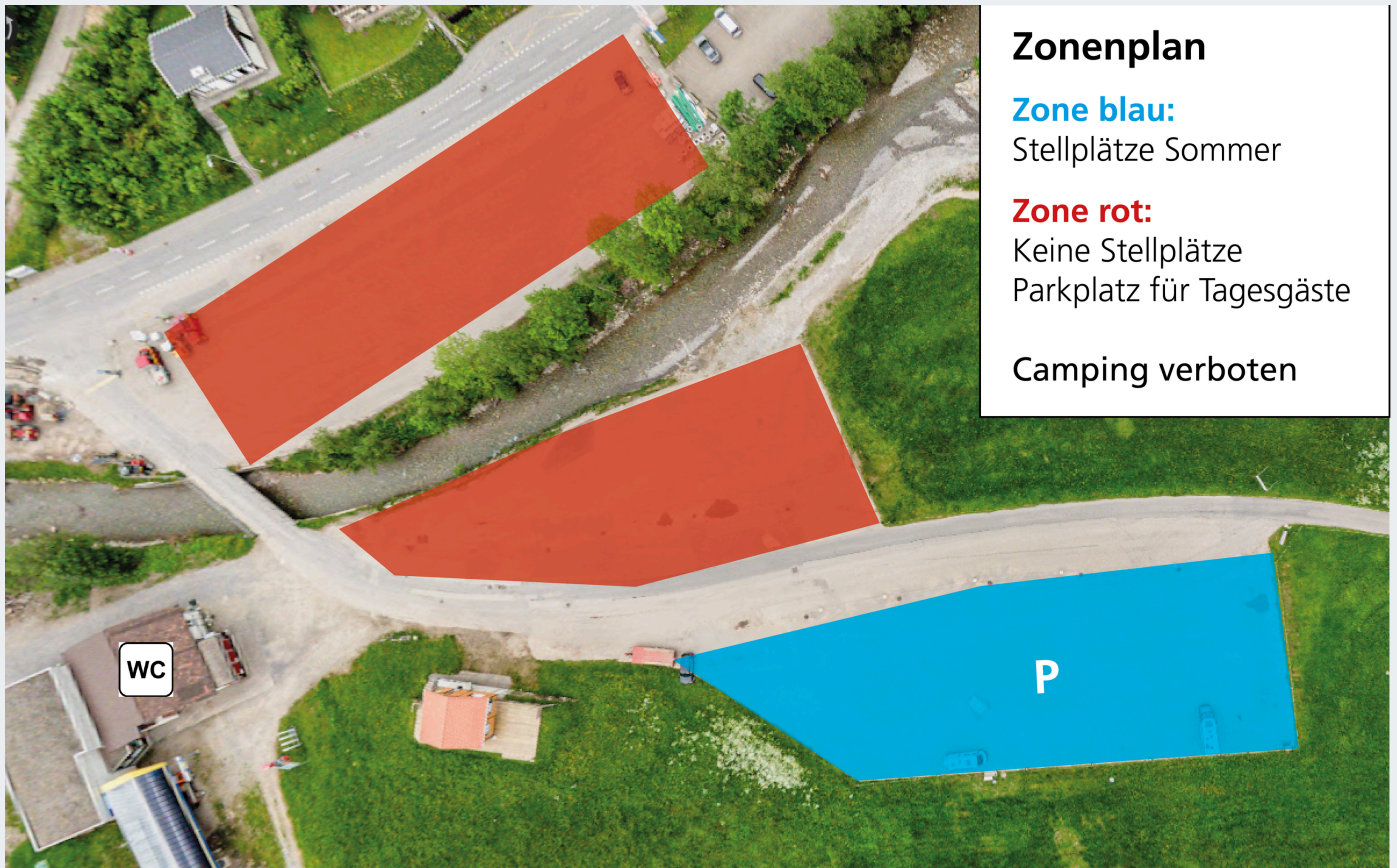 Zonenplan
Zone blau:
Stellplätze Sommer
Zone rot:
Keine Stellplätze
Parkplatz für Tagesgäste
Camping verboten
P
WC